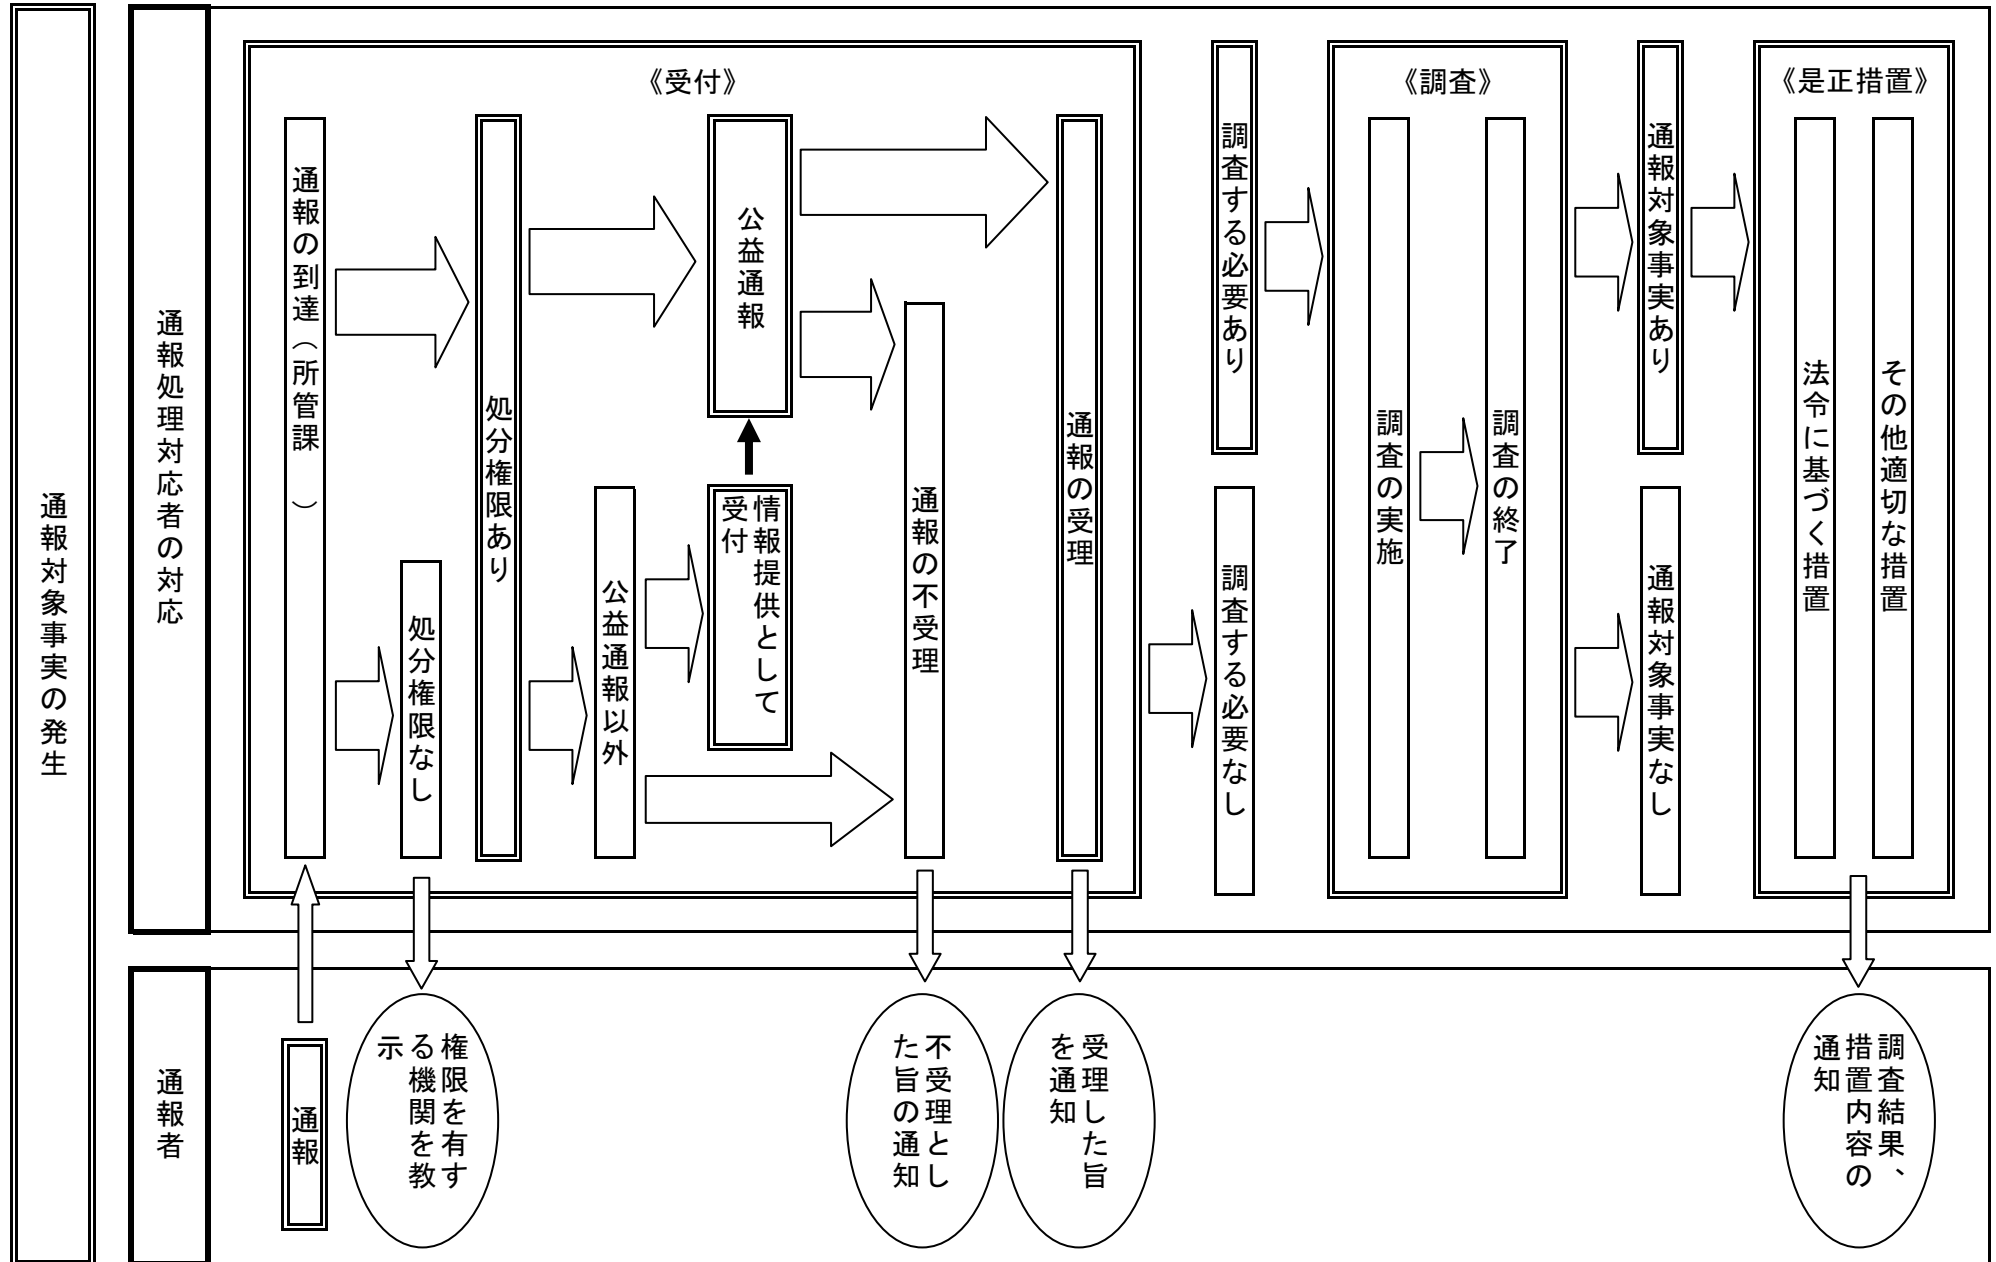 通報対象事実の発生
通報処理対応者の対応
《受付》
通報の到達（所管課　）
処分権限なし
処分権限あり
公益通報以外
公益通報
情報提供として
受付
通報の不受理
通報の受理
調査する必要あり
調査する必要なし
《調査》
調査の実施
調査の終了
通報対象事実あり
通報対象事実なし
《是正措置》
法令に基づく措置
その他適切な措置
通報者
通報
権限を有す
る機関を教
示
不受理とし
た旨の通知
受理した旨
を通知
調査結果、
措置内容の
通知